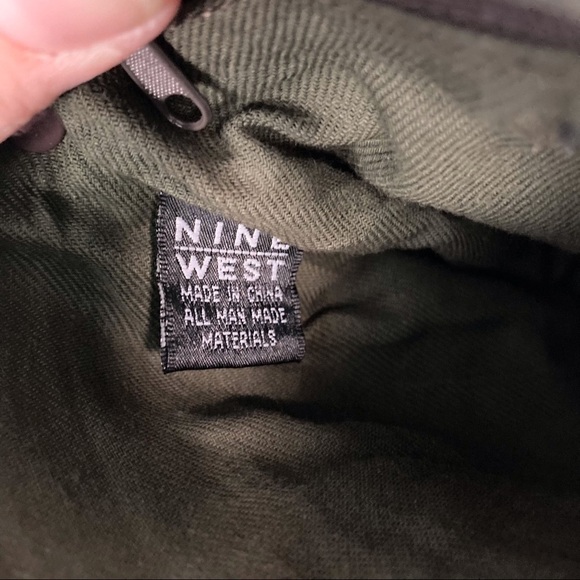 NINE
WEST
MADE IN CHINA
ALL MAN MADE
MATERIALS